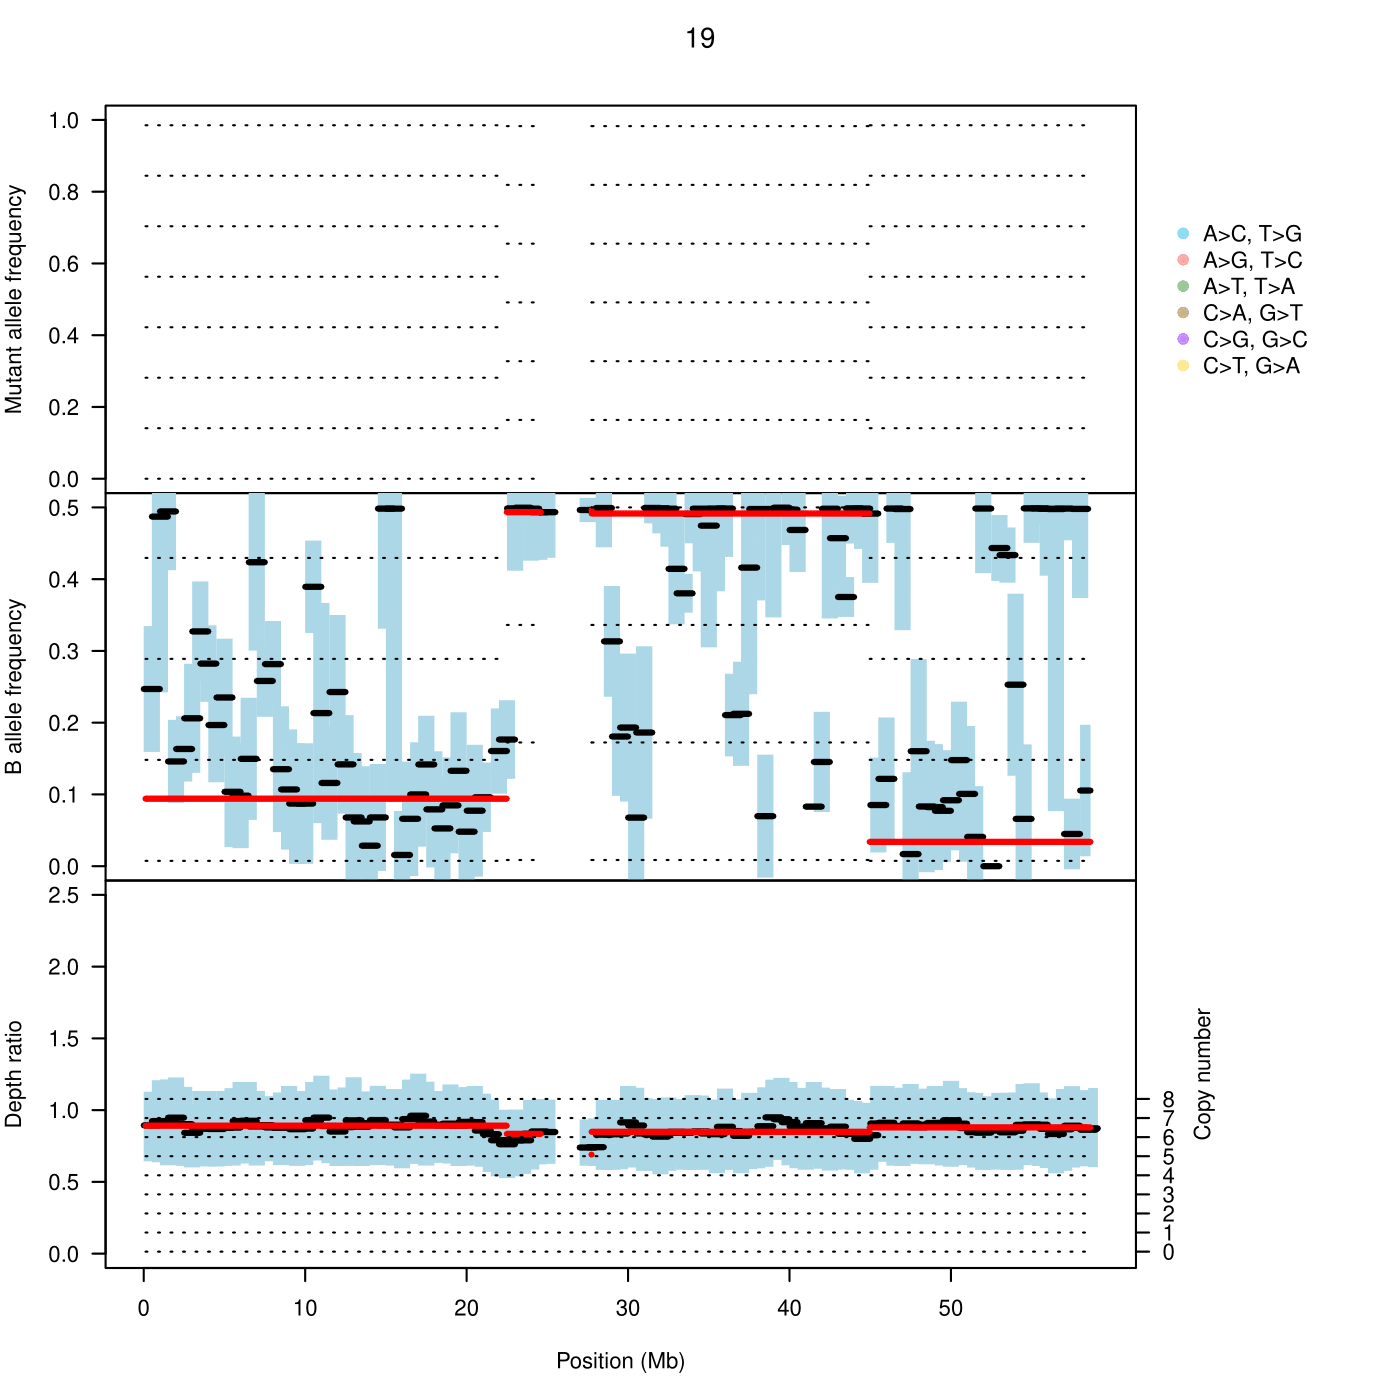 19
Mutant allele frequency
1.0
0.8
0.6
0.4
0.2
0.0
A>C, T>G
A>G, T>C
A>T, T>A
C>A, G>T
C>G, G>C
C>T, G>A
B allele frequency
0.5
0.4
0.3
0.2
0.1
0.0
Depth ratio
2.5
2.0
1.5
1.0
0.5
0.0
Copy number
8
7
6
5
4
3
2
1
0
0 10 20 30 40 50
Position (Mb)